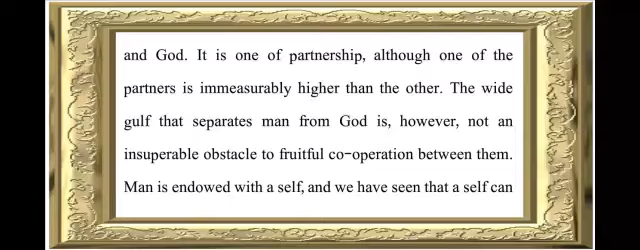 and God. It is one of partnership, although one of the
partners is immeasurably higher than the other. The wide
gulf that separates man from God is, however, not an
insuperable obstacle to fruitful co-operation between them.
Man is endowed with a self, and we have seen that a self can